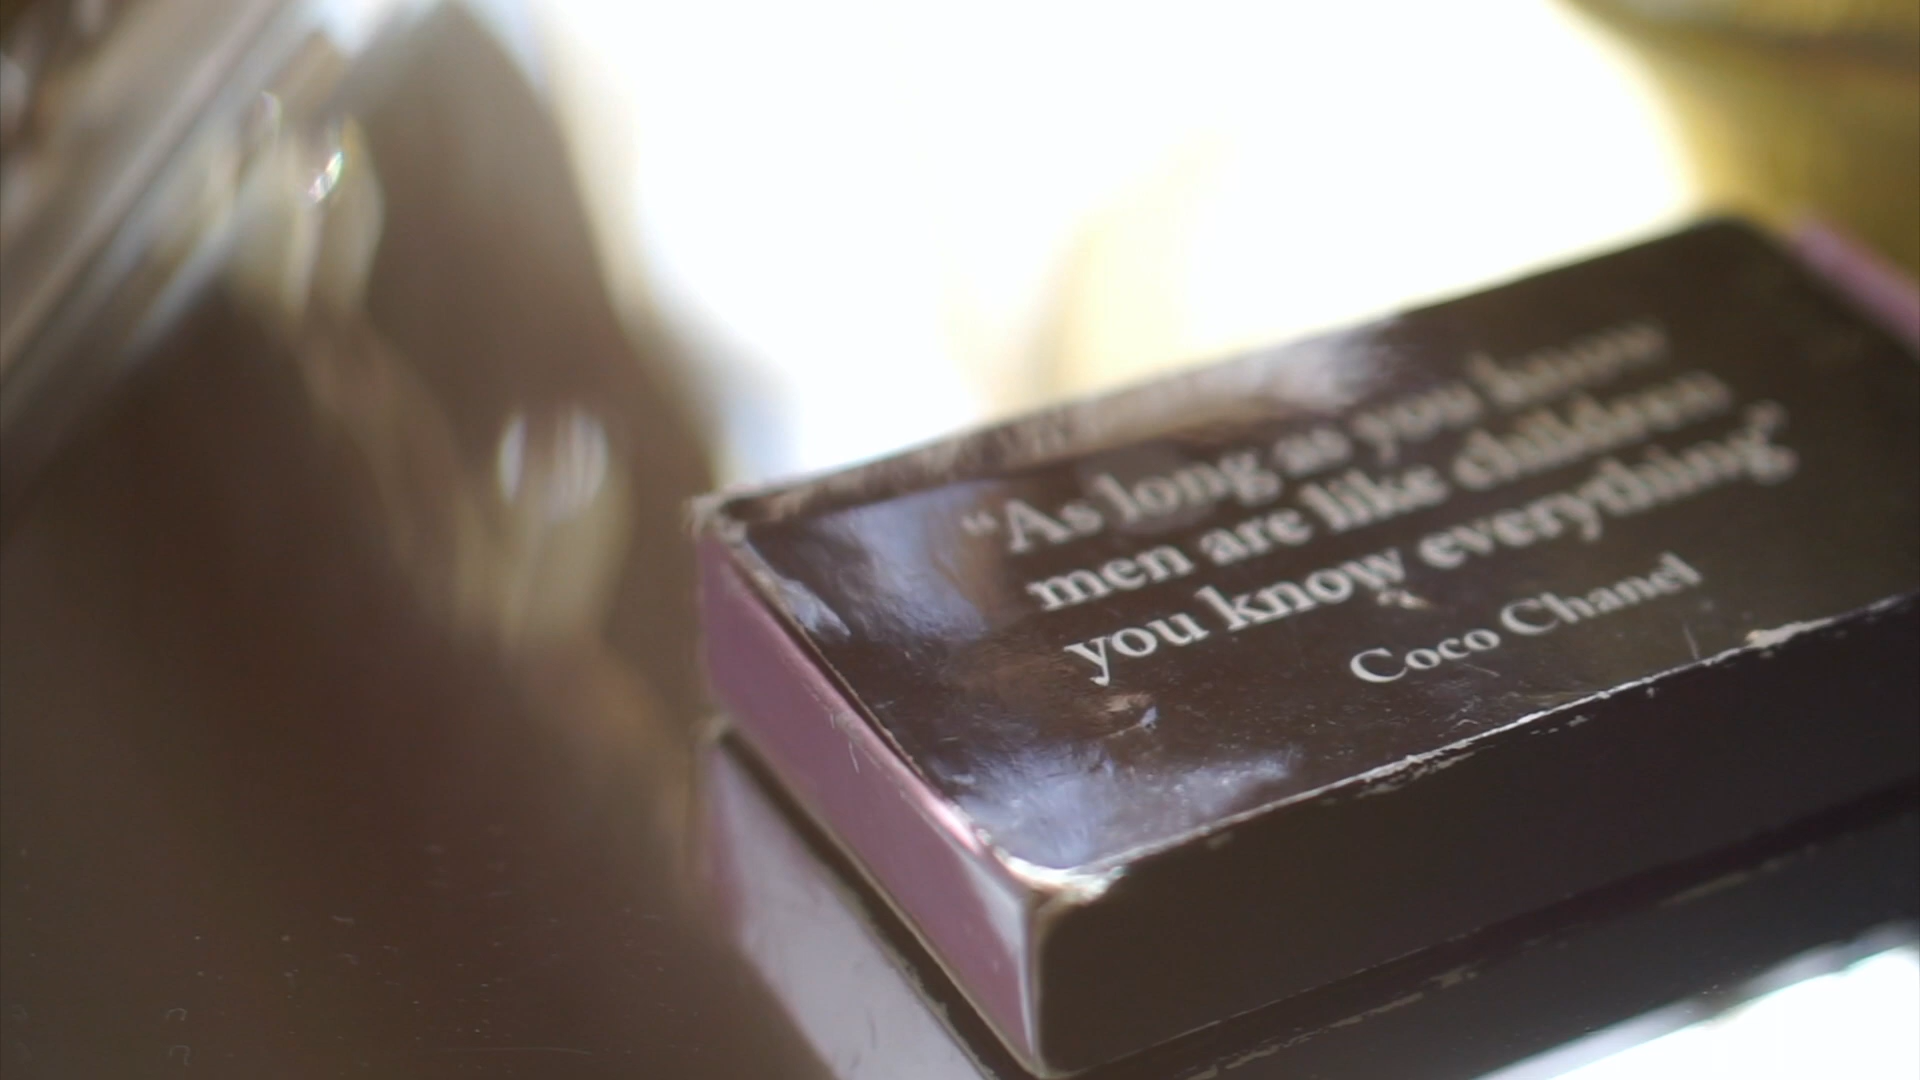 “As long as you know
men are like children
you know everything”
Coco Chanel